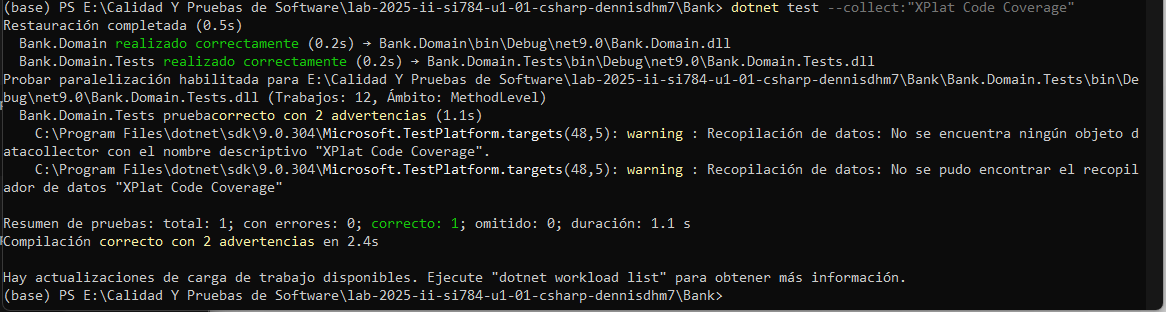 (base) PS E:\Calidad Y Pruebas de Software\lab-2025-ii-si784-u1-01-csharp-dennisdhm7\Bank> dotnet test --collect:"XPlat Code Coverage"
Restauración completada (0.5s)
  Bank.Domain realizado correctamente (0.2s) → Bank.Domain\bin\Debug\net9.0\Bank.Domain.dll
  Bank.Domain.Tests realizado correctamente (0.2s) → Bank.Domain.Tests\bin\Debug\net9.0\Bank.Domain.Tests.dll
Probar paralelización habilitada para E:\Calidad Y Pruebas de Software\lab-2025-ii-si784-u1-01-csharp-dennisdhm7\Bank\Bank.Domain.Tests\bin\De
bug\net9.0\Bank.Domain.Tests.dll (Trabajos: 12, Ámbito: MethodLevel)
  Bank.Domain.Tests pruebacorrecto con 2 advertencias (1.1s)
    C:\Program Files\dotnet\sdk\9.0.304\Microsoft.TestPlatform.targets(48,5): warning : Recopilación de datos: No se encuentra ningún objeto d
atacollector con el nombre descriptivo "XPlat Code Coverage".
    C:\Program Files\dotnet\sdk\9.0.304\Microsoft.TestPlatform.targets(48,5): warning : Recopilación de datos: No se pudo encontrar el recopil
ador de datos "XPlat Code Coverage"

Resumen de pruebas: total: 1; con errores: 0; correcto: 1; omitido: 0; duración: 1.1 s
Compilación correcto con 2 advertencias en 2.4s

Hay actualizaciones de carga de trabajo disponibles. Ejecute "dotnet workload list" para obtener más información.
(base) PS E:\Calidad Y Pruebas de Software\lab-2025-ii-si784-u1-01-csharp-dennisdhm7\Bank>